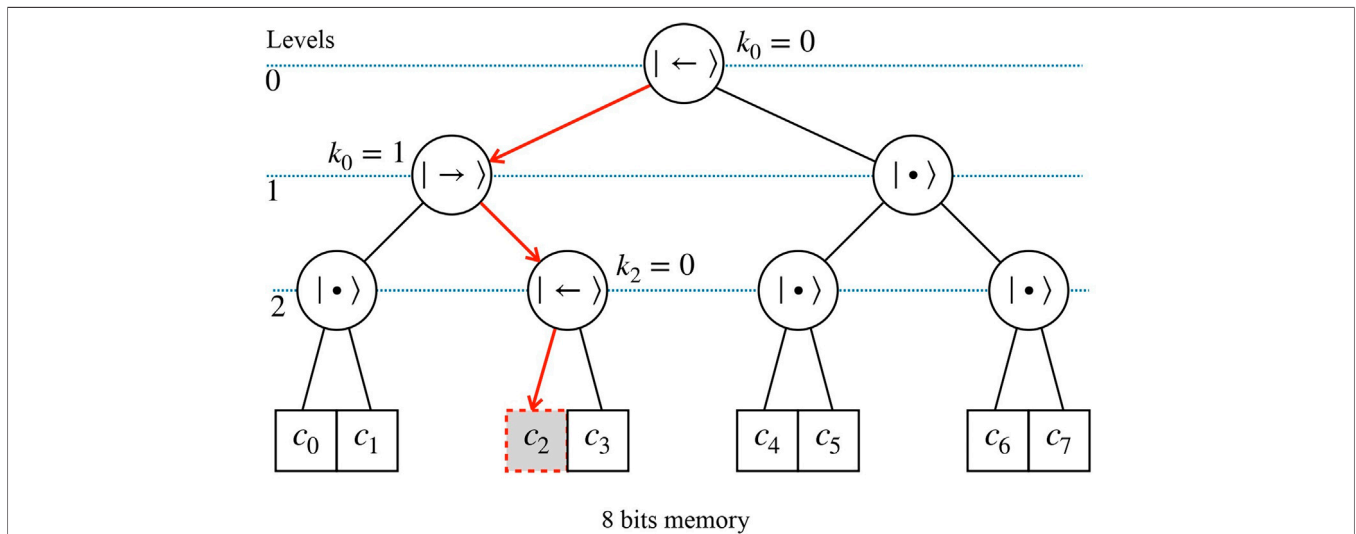 Levels
k₀ = 0
0
| ← ⟩
k₀ = 1
1
| → ⟩
| • ⟩
k₂ = 0
2
| • ⟩
| ← ⟩
| • ⟩
| • ⟩
c₀ c₁ c₂ c₃ c₄ c₅ c₆ c₇
8 bits memory